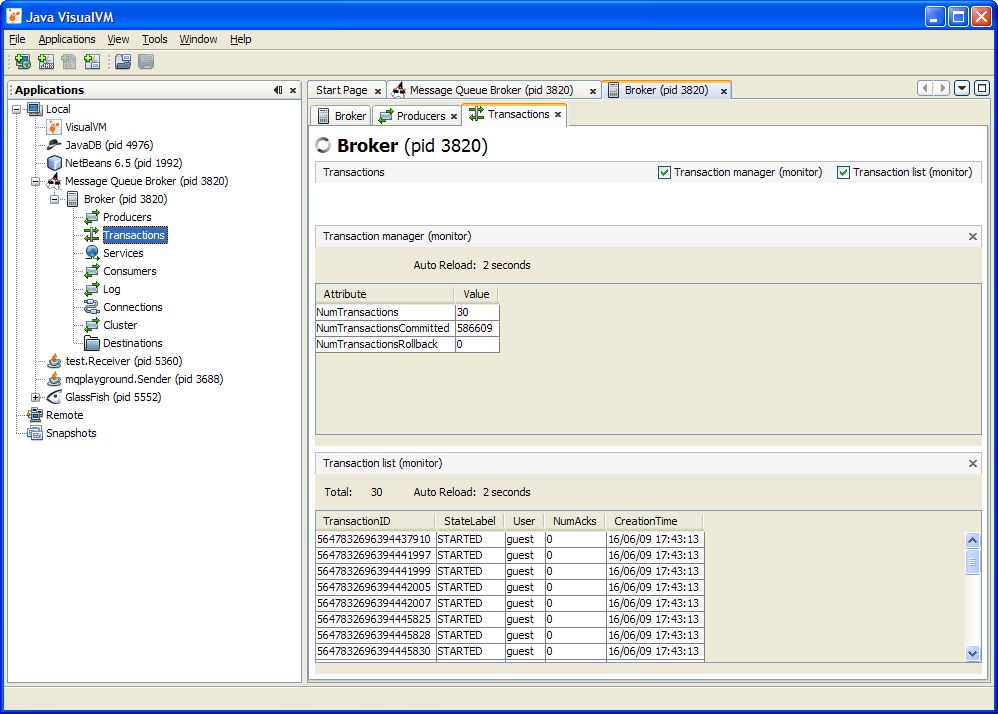 Java VisualVM
File Applications View Tools Window Help
Applications
Local
VisualVM
JavaDB (pid 4976)
NetBeans 6.5 (pid 1992)
Message Queue Broker (pid 3820)
Broker (pid 3820)
Producers
Transactions
Services
Consumers
Log
Connections
Cluster
Destinations
test.Receiver (pid 5360)
mqplayground.Sender (pid 3688)
GlassFish (pid 5552)
Remote
Snapshots
Start Page Message Queue Broker (pid 3820) Broker (pid 3820)
Broker Producers Transactions
Broker (pid 3820)
Transactions Transaction manager (monitor) Transaction list (monitor)
Transaction manager (monitor)
Auto Reload: 2 seconds
Attribute Value
NumTransactions 30
NumTransactionsCommitted 586609
NumTransactionsRollback 0
Transaction list (monitor)
Total: 30 Auto Reload: 2 seconds
TransactionID StateLabel User NumAcks CreationTime
5647832696394437910 STARTED guest 0 16/06/09 17:43:13
5647832696394441997 STARTED guest 0 16/06/09 17:43:13
5647832696394441999 STARTED guest 0 16/06/09 17:43:13
5647832696394442005 STARTED guest 0 16/06/09 17:43:13
5647832696394442007 STARTED guest 0 16/06/09 17:43:13
5647832696394445825 STARTED guest 0 16/06/09 17:43:13
5647832696394445828 STARTED guest 0 16/06/09 17:43:13
5647832696394445830 STARTED guest 0 16/06/09 17:43:13